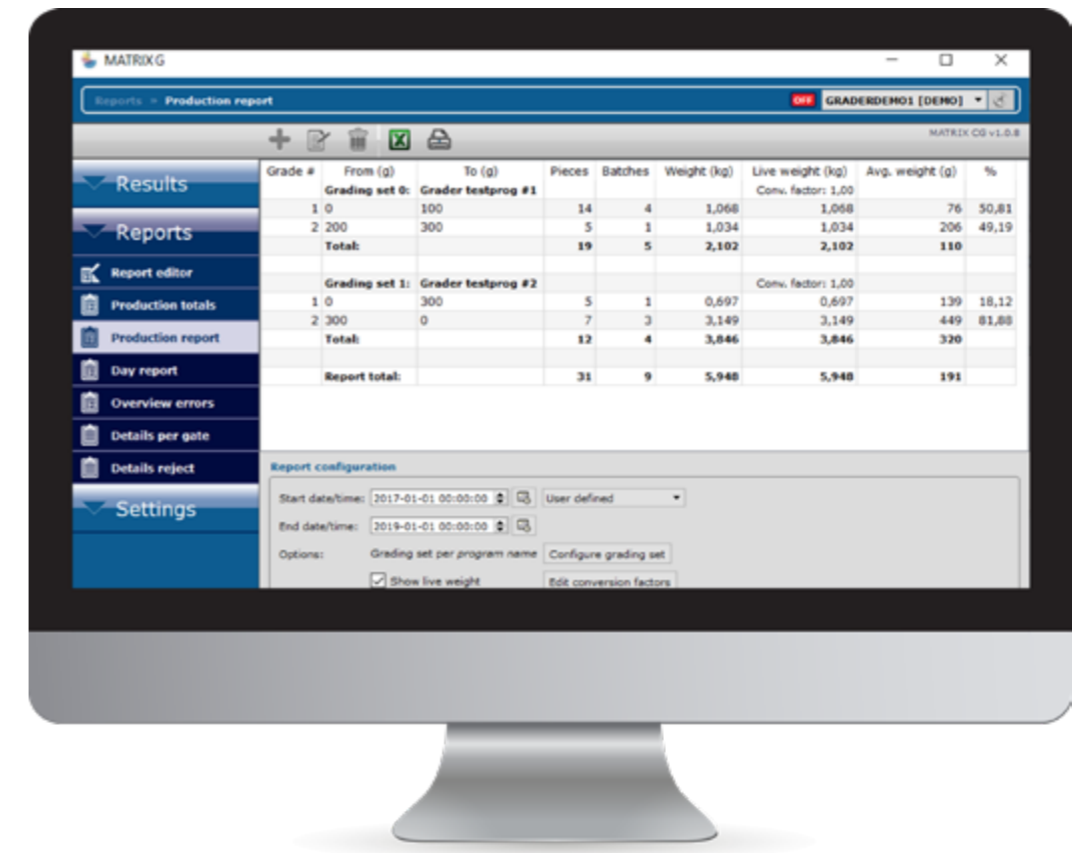 MATRIX G
Reports » Production report
OFF GRADERDEMO1 [DEMO]
MATRIX CG v1.0.8
Results
Reports
Report editor
Production totals
Production report
Day report
Overview errors
Details per gate
Details reject
Settings
Grade # From (g) To (g) Pieces Batches Weight (kg) Live weight (kg) Avg. weight (g) %
Grading set 0: Grader testprog #1 Conv. factor: 1,00
1 0 100 14 4 1,068 1,068 76 50,81
2 200 300 5 1 1,034 1,034 206 49,19
Total: 19 5 2,102 2,102 110
Grading set 1: Grader testprog #2 Conv. factor: 1,00
1 0 300 5 1 0,697 0,697 139 18,12
2 300 0 7 3 3,149 3,149 449 81,88
Total: 12 4 3,846 3,846 320
Report total: 31 9 5,948 5,948 191
Report configuration
Start date/time: 2017-01-01 00:00:00 User defined
End date/time: 2019-01-01 00:00:00
Options: Grading set per program name Configure grading set
Show live weight Edit conversion factors